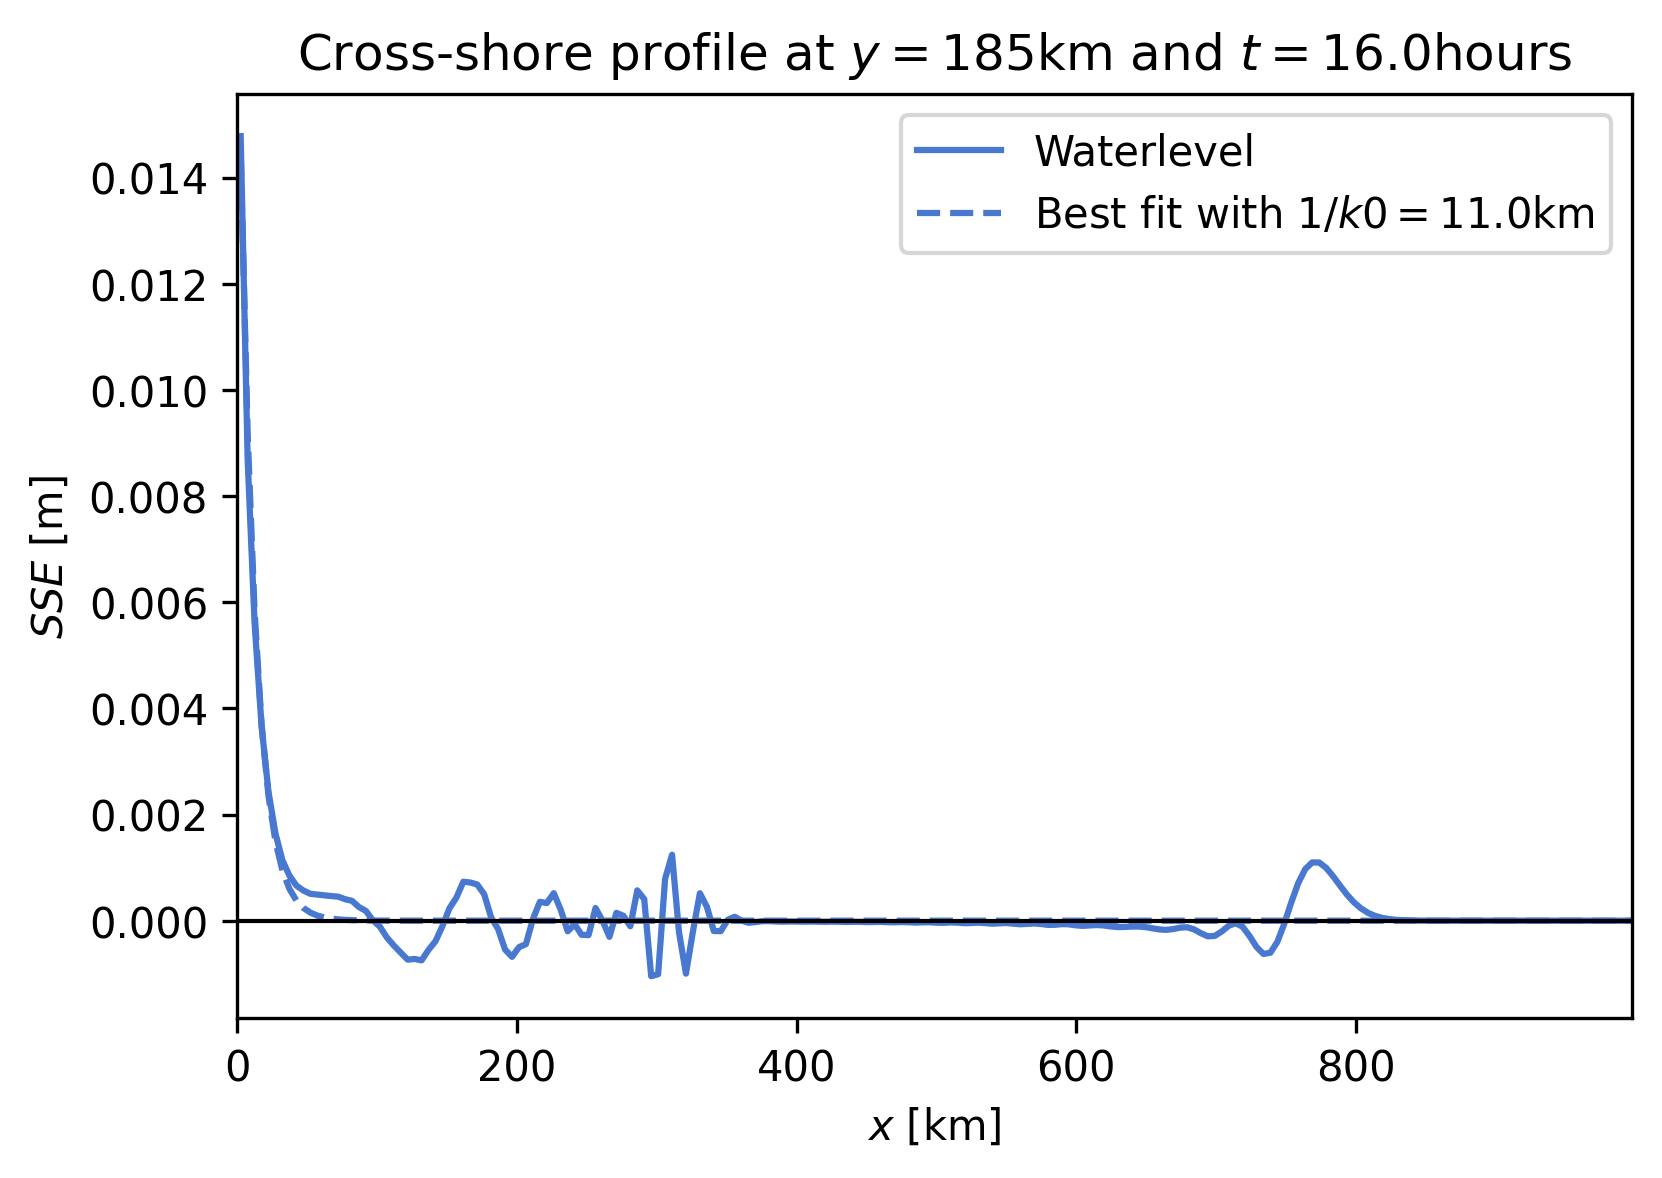 Cross-shore profile at y = 185km and t = 16.0hours
Waterlevel
Best fit with 1/k0 = 11.0km
0.014
0.012
0.010
0.008
0.006
0.004
0.002
0.000
SSE [m]
0 200 400 600 800
x [km]